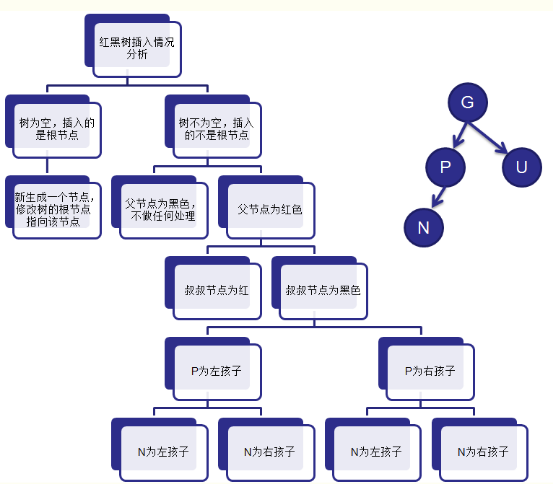 红黑树插入情况
分析
树为空，插入的
是根节点
树不为空，插入
的不是根节点
G
P
U
N
新生成一个节点，
修改树的根节点
指向该节点
父节点为黑色，
不做任何处理
父节点为红色
叔叔节点为红
叔叔节点为黑色
P为左孩子
P为右孩子
N为左孩子
N为右孩子
N为左孩子
N为右孩子